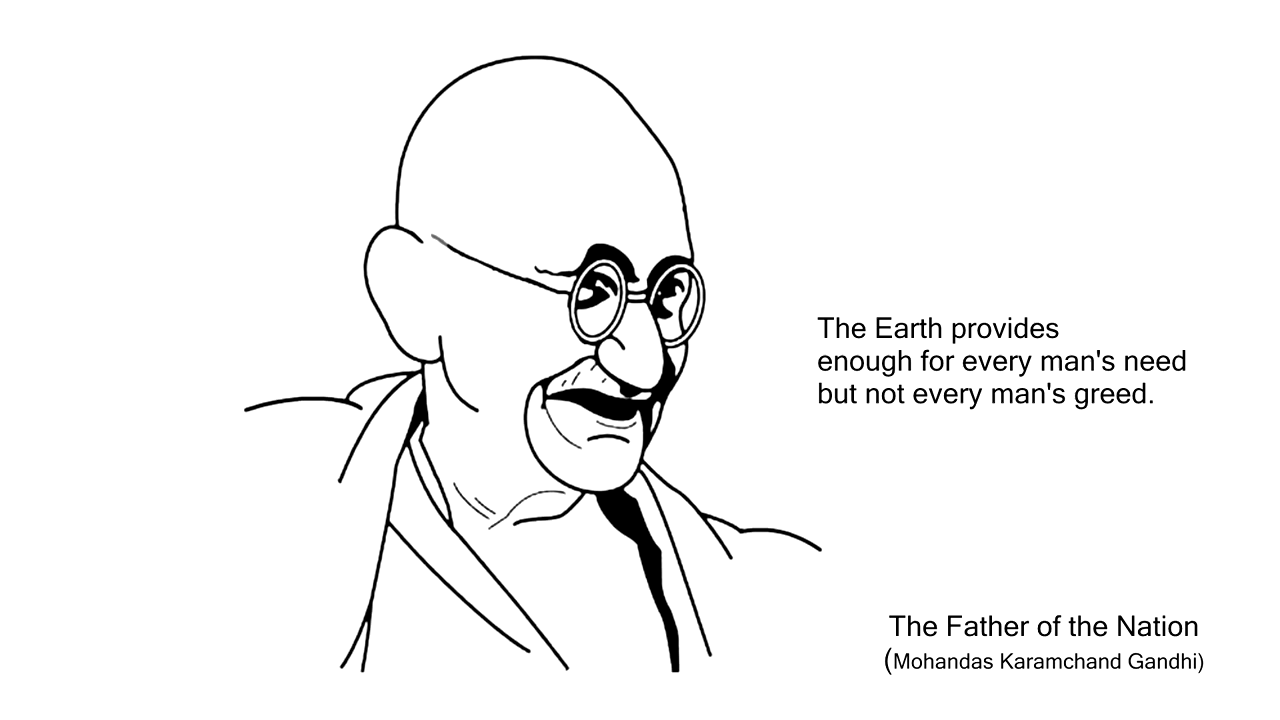 The Earth provides
enough for every man's need
but not every man's greed.
The Father of the Nation
(Mohandas Karamchand Gandhi)